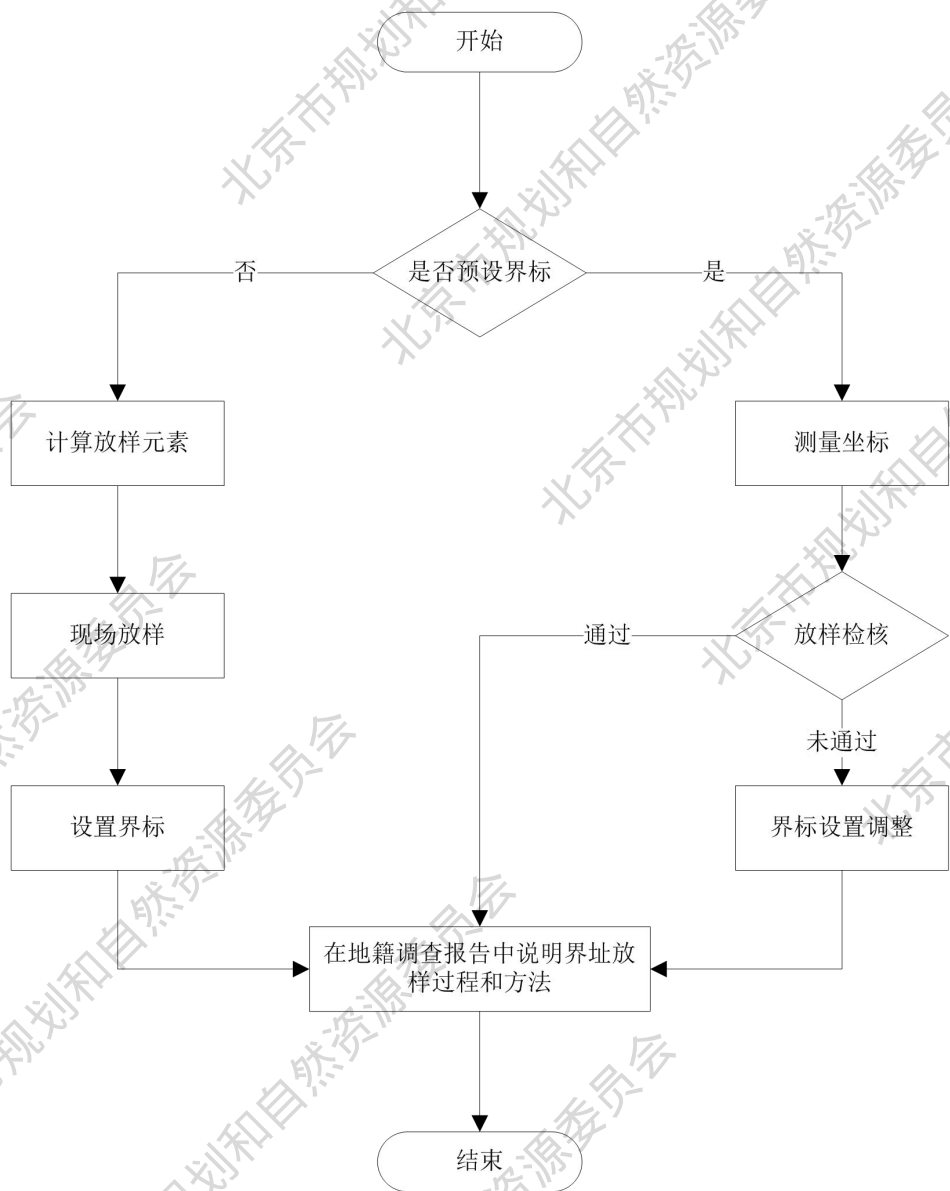 开始
是否预设界标
否
是
计算放样元素
测量坐标
现场放样
通过
放样检核
未通过
设置界标
界标设置调整
在地籍调查报告中说明界址放
样过程和方法
结束
北京市规划和自然资源委员会